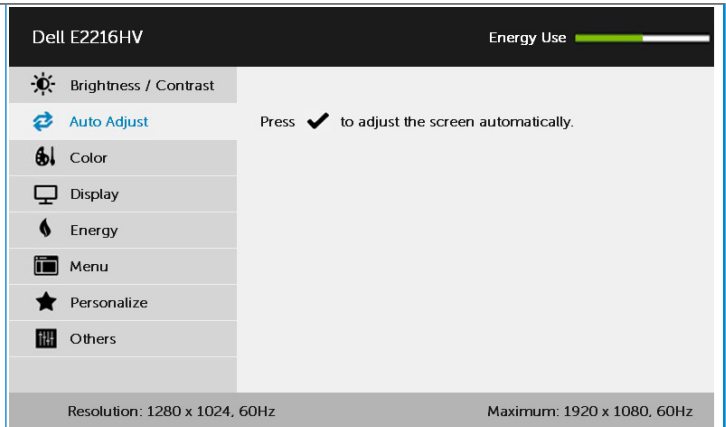 Dell E2216HV
Energy Use
Brightness / Contrast
Auto Adjust
Press ✔ to adjust the screen automatically.
Color
Display
Energy
Menu
Personalize
Others
Resolution: 1280 x 1024, 60Hz
Maximum: 1920 x 1080, 60Hz